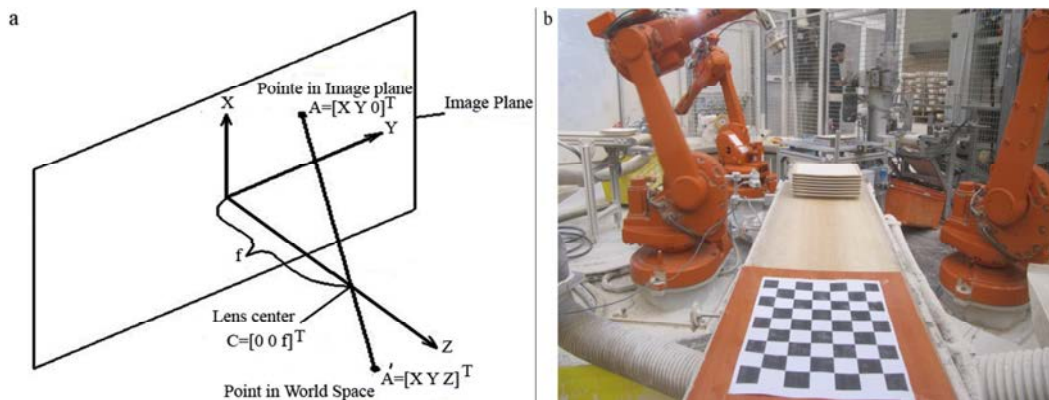 a
b
Pointe in Image plane
X
A=[X Y 0]T
Image Plane
Y
f
Lens center
C=[0 0 f]T
Z
A'=[X Y Z]T
Point in World Space